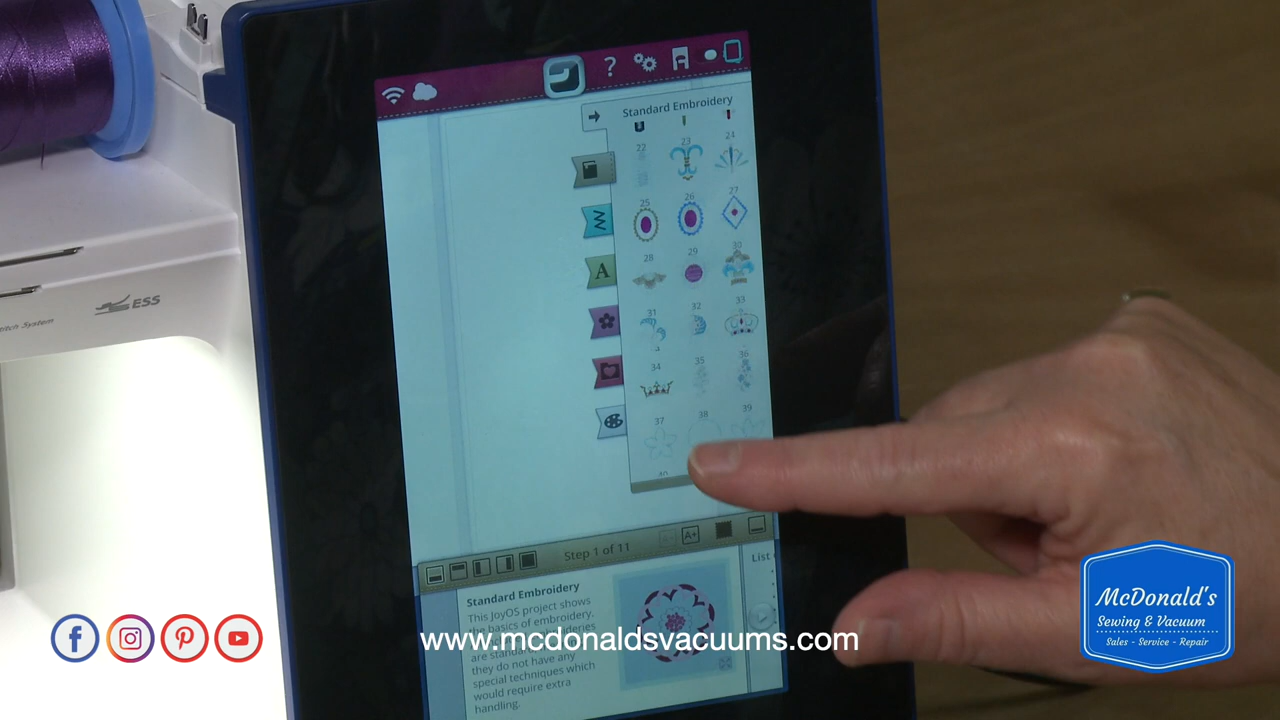 ?
Standard Embroidery
22 23 24
25 26 27
28 29 30
31 32 33
34 35 36
37 38 39
40
A
ESS
Step 1 of 11
A+
Standard Embroidery
This JoyOS project shows
the basics of embroidery.
are
they do not have any
special techniques which
would require extra
handling.
List
www.mcdonaldsvacuums.com
McDonald's
Sewing & Vacuum
Sales - Service - Repair